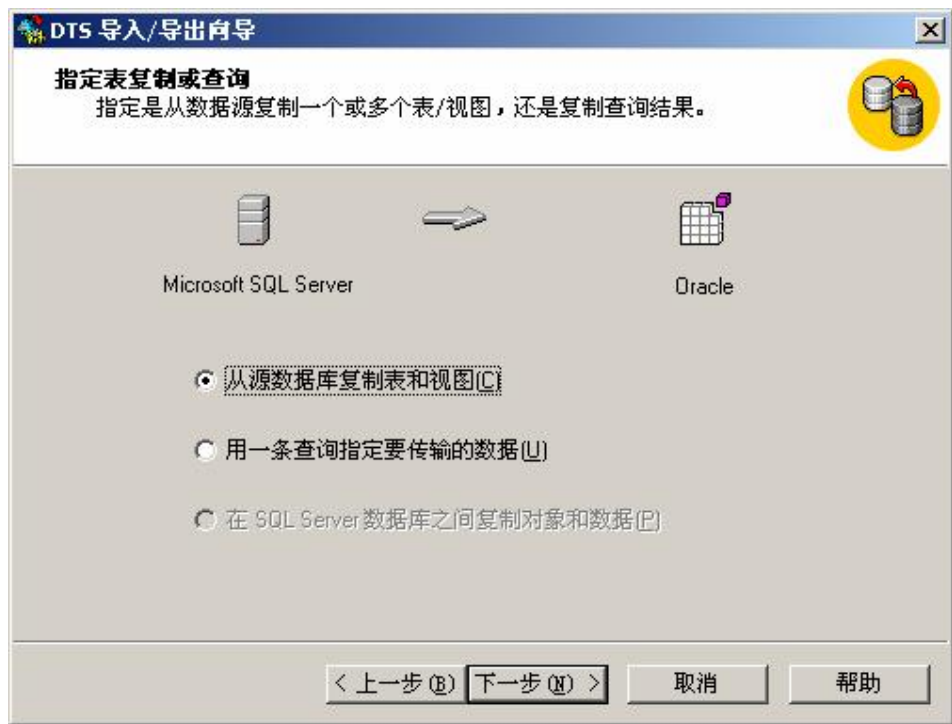 DTS 导入/导出向导
指定表复制或查询
指定是从数据源复制一个或多个表/视图，还是复制查询结果。
Microsoft SQL Server
Oracle
从源数据库复制表和视图(C)
用一条查询指定要传输的数据(U)
在 SQL Server 数据库之间复制对象和数据(P)
< 上一步(B)
下一步(N) >
取消
帮助